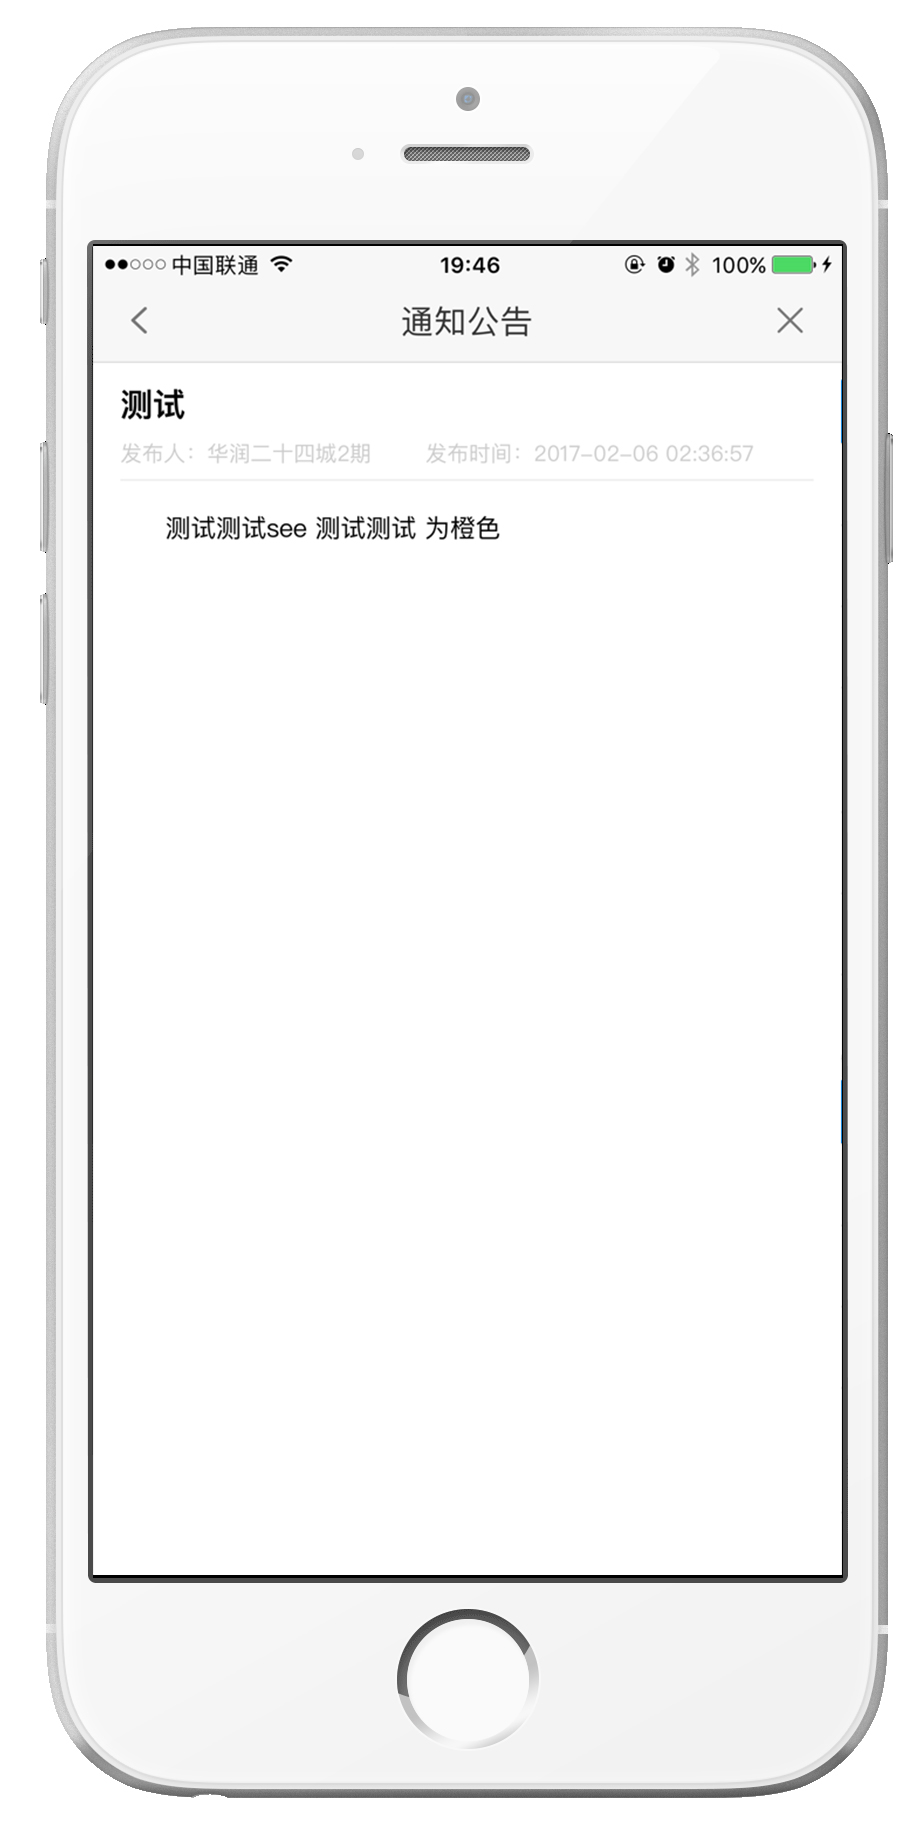 中国联通 19:46 100%
通知公告
测试
发布人：华润二十四城2期 发布时间：2017-02-06 02:36:57
测试测试see 测试测试 为橙色